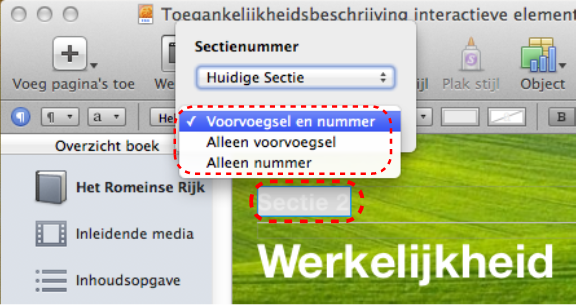 Toegankelijkheidsbeschrijving interactieve element
Sectienummer
Huidige Sectie
Voeg pagina's toe
We
ijl
Plak stijl
Object
¶
a
He
B
Voorvoegsel en nummer
Alleen voorvoegsel
Alleen nummer
Overzicht boek
Het Romeinse Rijk
Inleidende media
Inhoudsopgave
Sectie 2
Werkelijkheid